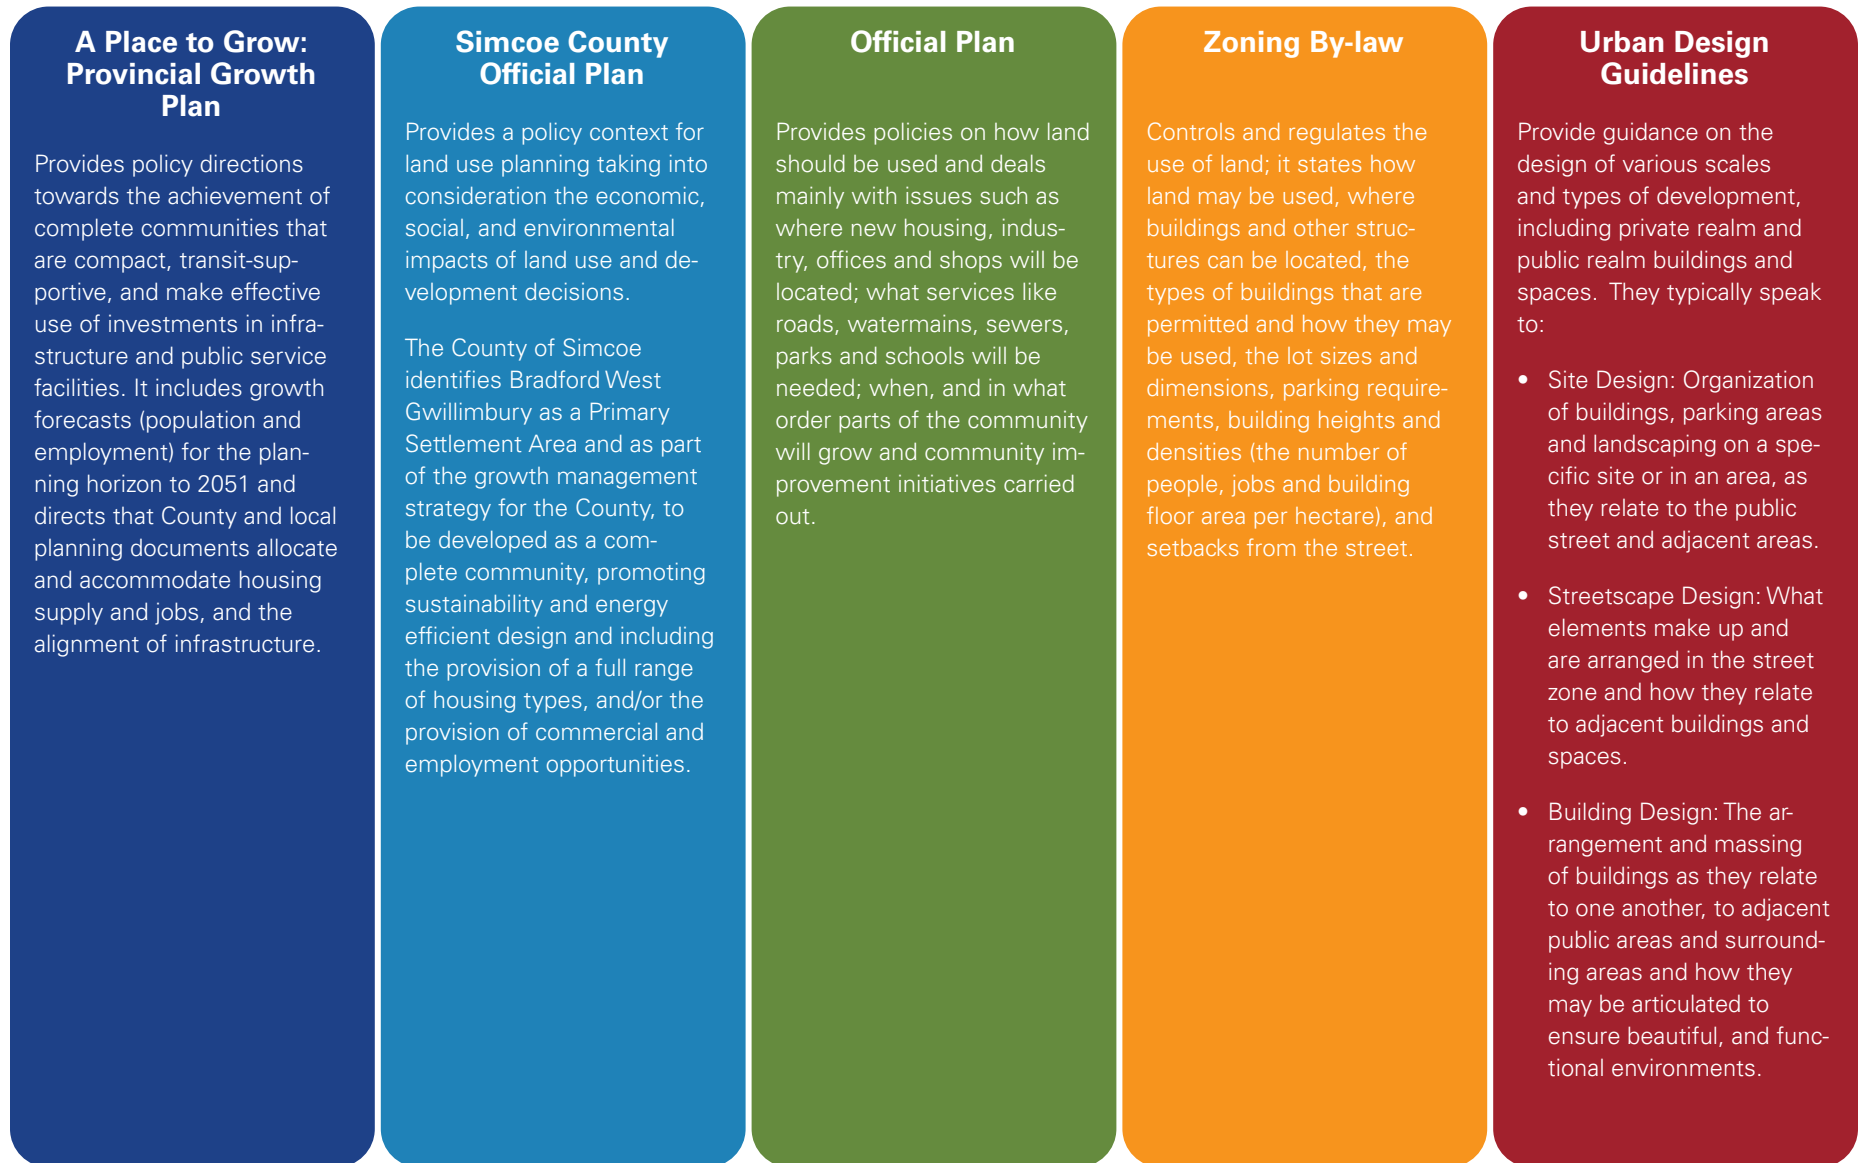 A Place to Grow:
Provincial Growth
Plan
Provides policy directions
towards the achievement of
complete communities that
are compact, transit-sup-
portive, and make effective
use of investments in infra-
structure and public service
facilities. It includes growth
forecasts (population and
employment) for the plan-
ning horizon to 2051 and
directs that County and local
planning documents allocate
and accommodate housing
supply and jobs, and the
alignment of infrastructure.
Simcoe County
Official Plan
Provides a policy context for
land use planning taking into
consideration the economic,
social, and environmental
impacts of land use and de-
velopment decisions.
The County of Simcoe
identifies Bradford West
Gwillimbury as a Primary
Settlement Area and as part
of the growth management
strategy for the County, to
be developed as a com-
plete community, promoting
sustainability and energy
efficient design and including
the provision of a full range
of housing types, and/or the
provision of commercial and
employment opportunities.
Official Plan
Provides policies on how land
should be used and deals
mainly with issues such as
where new housing, indus-
try, offices and shops will be
located; what services like
roads, watermains, sewers,
parks and schools will be
needed; when, and in what
order parts of the community
will grow and community im-
provement initiatives carried
out.
Zoning By-law
Controls and regulates the
use of land; it states how
land may be used, where
buildings and other struc-
tures can be located, the
types of buildings that are
permitted and how they may
be used, the lot sizes and
dimensions, parking require-
ments, building heights and
densities (the number of
people, jobs and building
floor area per hectare), and
setbacks from the street.
Urban Design
Guidelines
Provide guidance on the
design of various scales
and types of development,
including private realm and
public realm buildings and
spaces.  They typically speak
to:
• Site Design: Organization
of buildings, parking areas
and landscaping on a spe-
cific site or in an area, as
they relate to the public
street and adjacent areas.
• Streetscape Design: What
elements make up and
are arranged in the street
zone and how they relate
to adjacent buildings and
spaces.
• Building Design: The ar-
rangement and massing
of buildings as they relate
to one another, to adjacent
public areas and surround-
ing areas and how they
may be articulated to
ensure beautiful, and func-
tional environments.